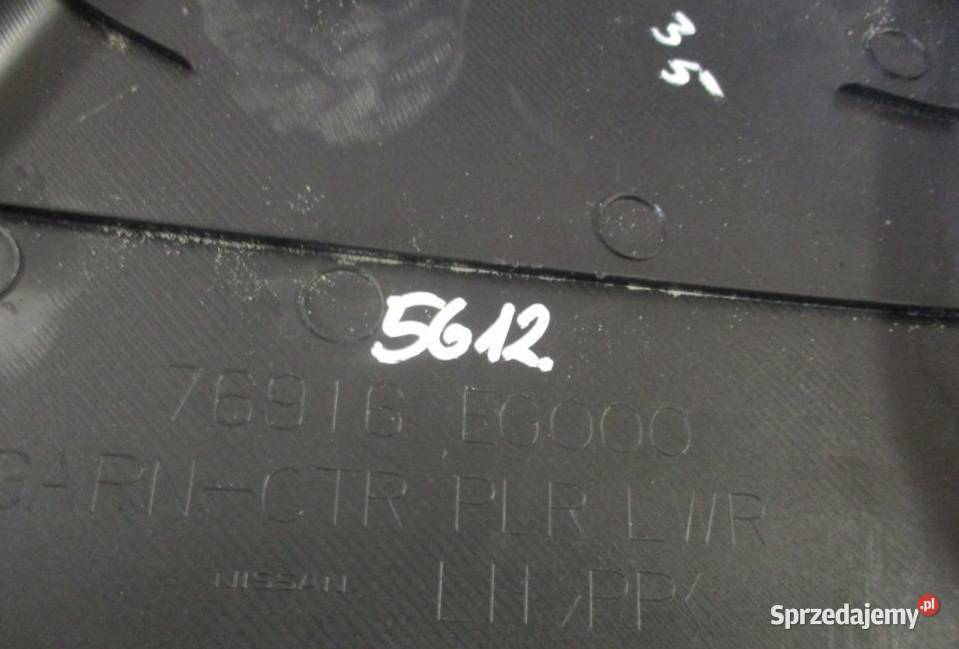 35
5612.
76916 EG000
GARN-CTR PLR LWR
NISSAN LH >PP<
Sprzedajemy.pl